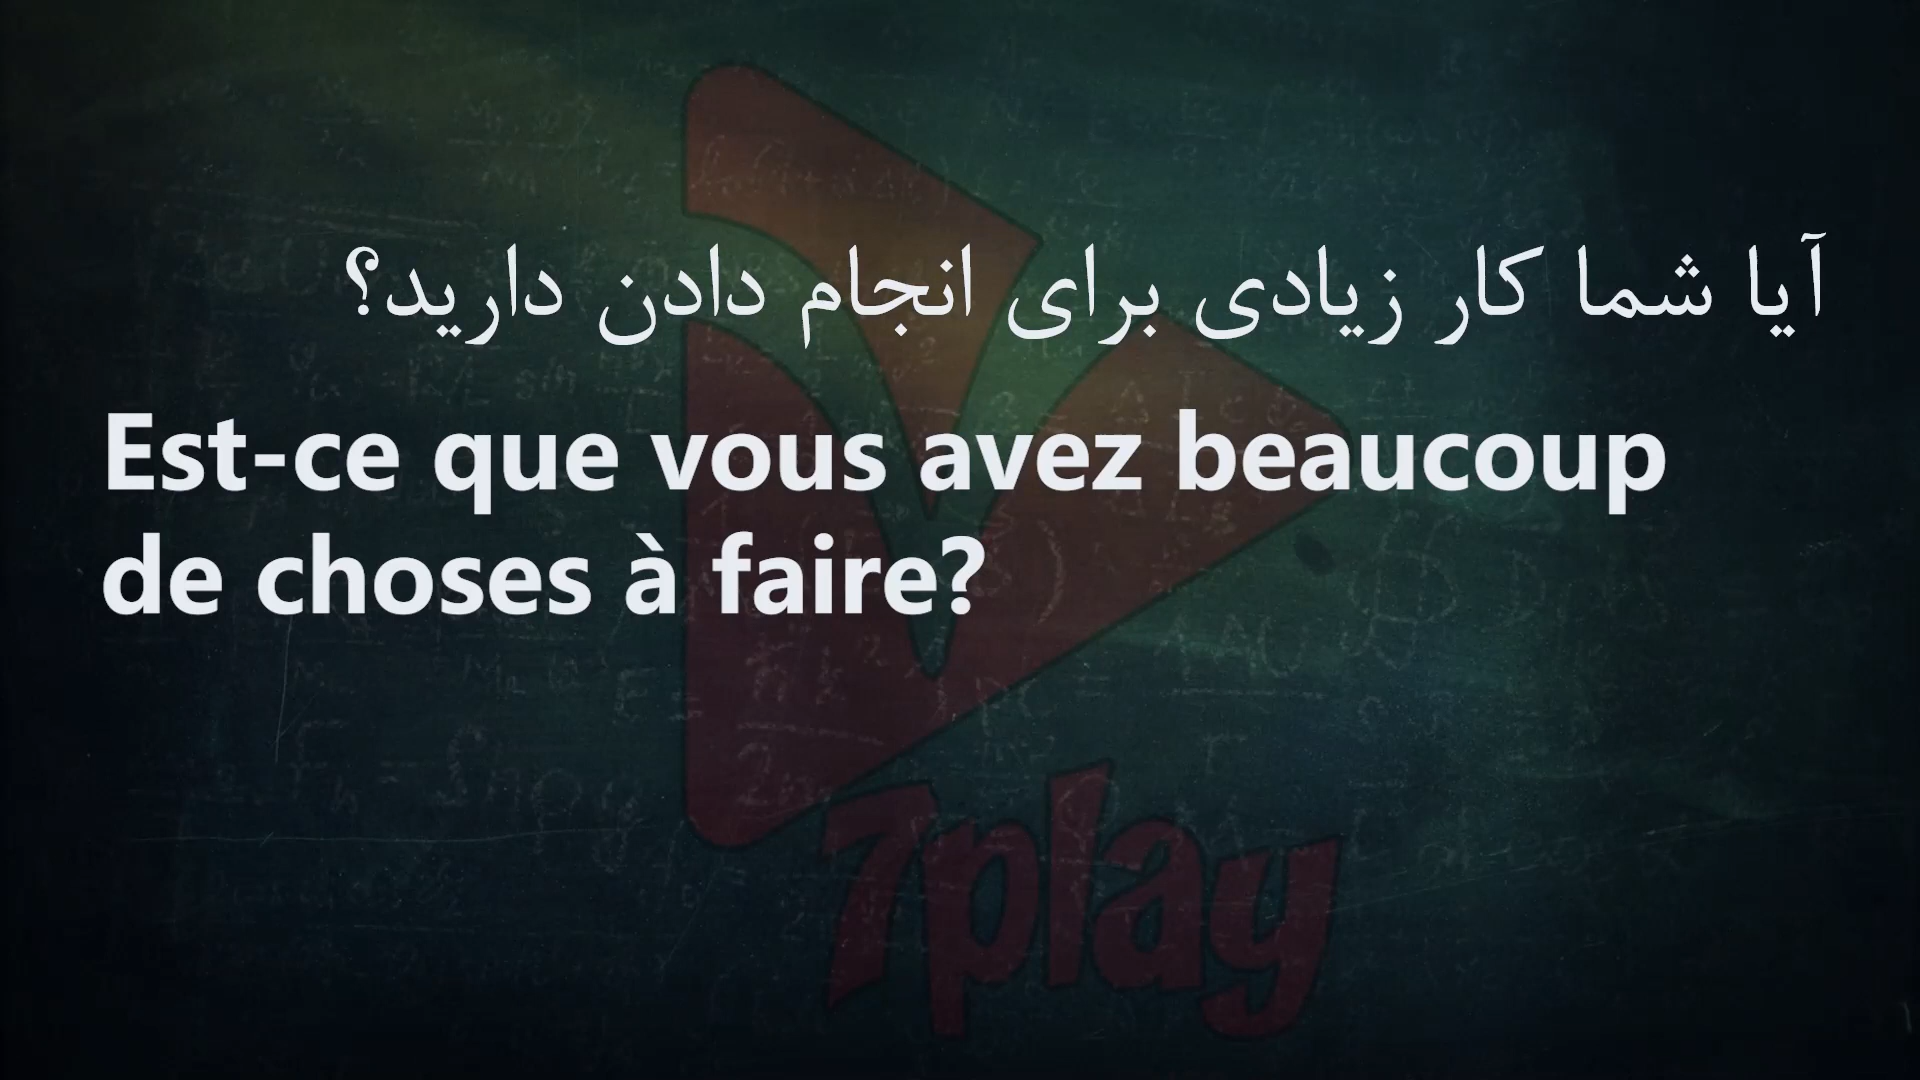 آیا شما کار زیادی برای انجام دادن دارید؟
Est-ce que vous avez beaucoup
de choses à faire?
7play